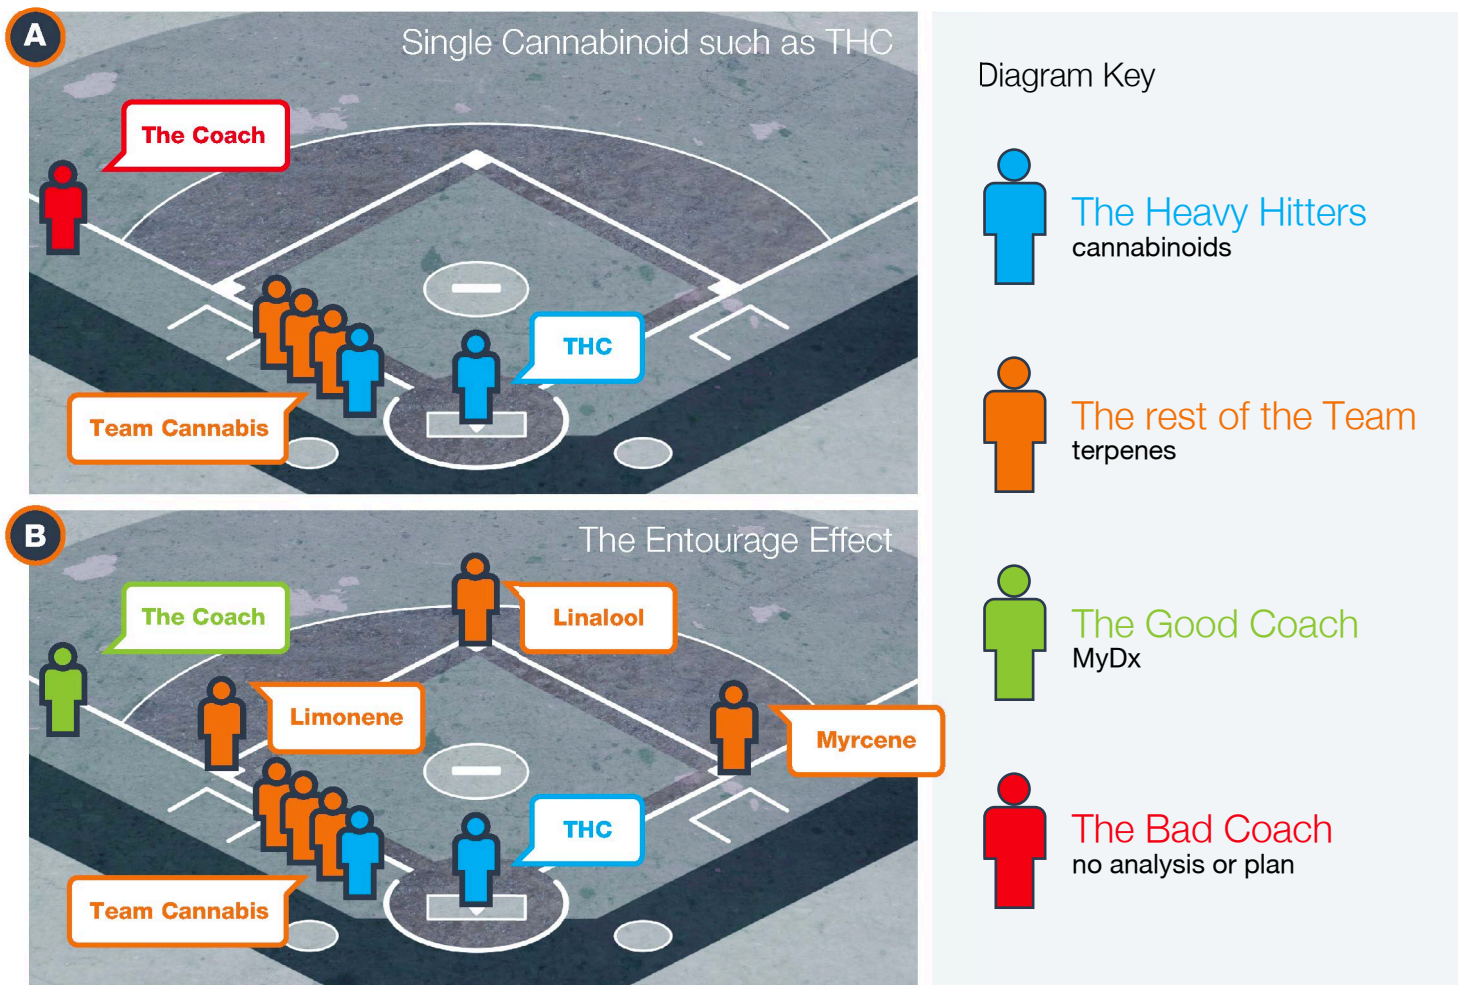 A
Single Cannabinoid such as THC
The Coach
THC
Team Cannabis
B
The Entourage Effect
The Coach
Linalool
Limonene
Myrcene
THC
Team Cannabis
Diagram Key
The Heavy Hitters
cannabinoids
The rest of the Team
terpenes
The Good Coach
MyDx
The Bad Coach
no analysis or plan